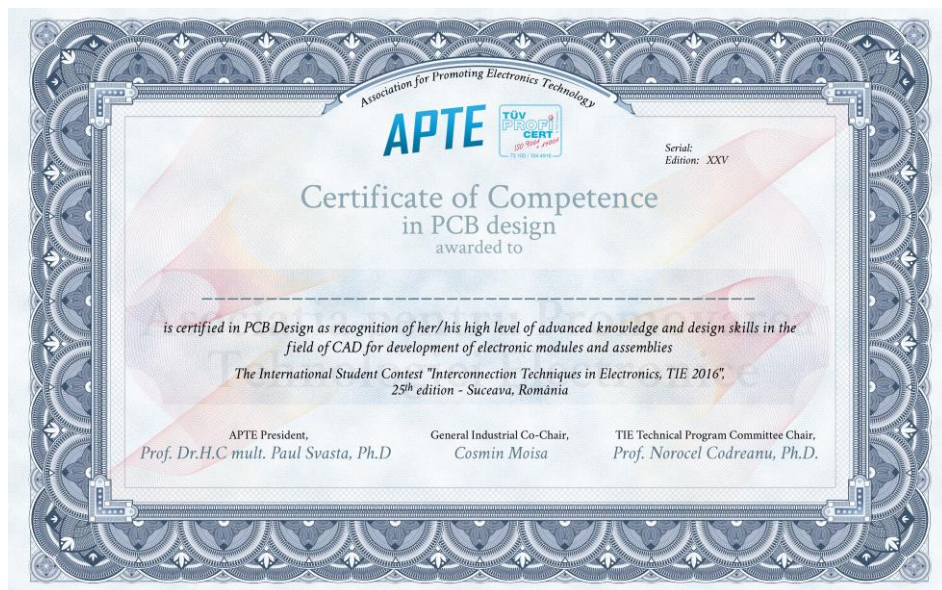 Association for Promoting Electronics Technology
APTE
TÜV
PROFI
CERT
Serial:
Edition: XXV
Certificate of Competence
in PCB design
awarded to
is certified in PCB Design as recognition of her/his high level of advanced knowledge and design skills in the
field of CAD for development of electronic modules and assemblies
The International Student Contest "Interconnection Techniques in Electronics, TIE 2016",
25th edition - Suceava, România
APTE President,
Prof. Dr.H.C mult. Paul Svasta, Ph.D
General Industrial Co-Chair,
Cosmin Moisa
TIE Technical Program Committee Chair,
Prof. Norocel Codreanu, Ph.D.